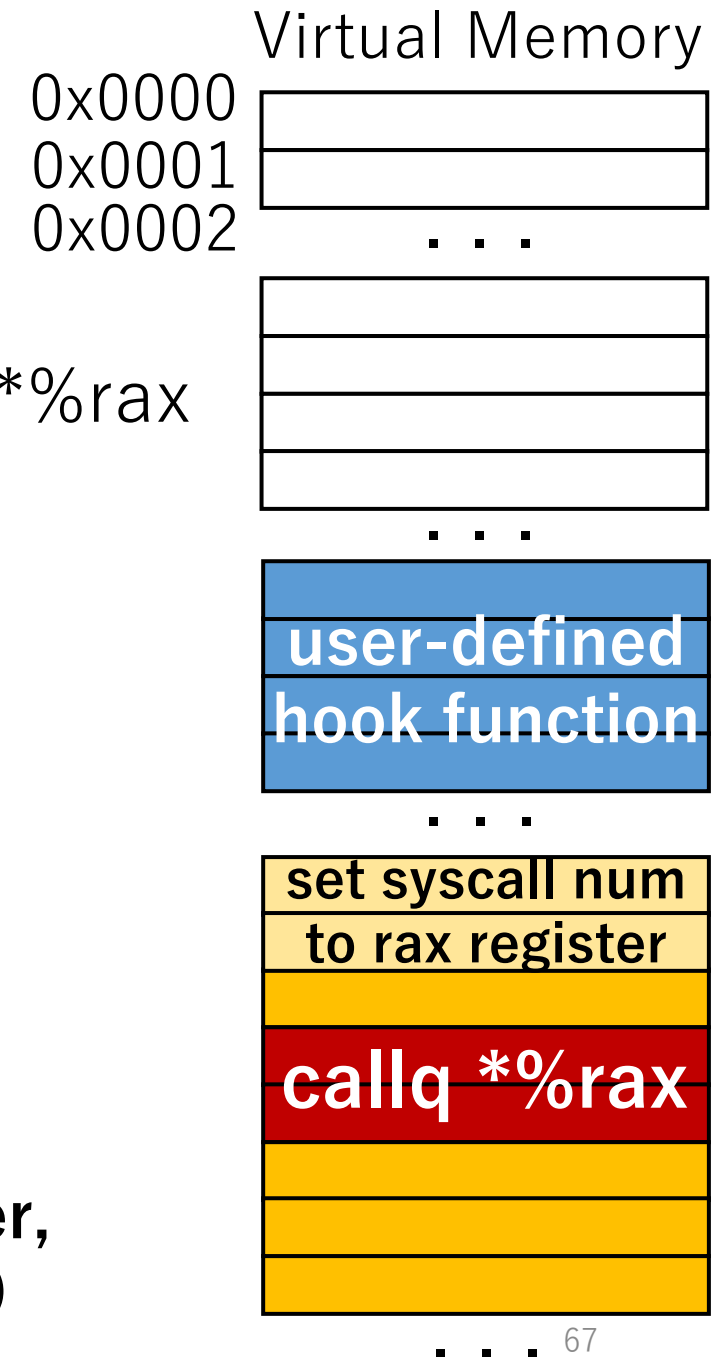 Virtual Memory
0x0000
0x0001
0x0002
. . .
*%rax
. . .
user-defined
hook function
. . .
set syscall num
to rax register
callq *%rax
er,
)
. . .
67